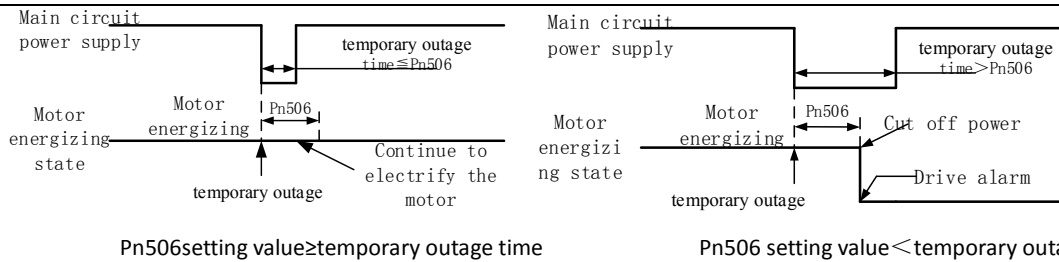 Main circuit
power supply
temporary outage
time≦Pn506
Motor
energizing
state
Motor
energizing
Pn506
temporary outage
Continue to
electrify the
motor
Pn506setting value≥temporary outage time
Main circuit
power supply
temporary outage
time>Pn506
Motor
energizi
ng state
Motor
energizing
Pn506
temporary outage
Cut off power
Drive alarm
Pn506 setting value<temporary outa